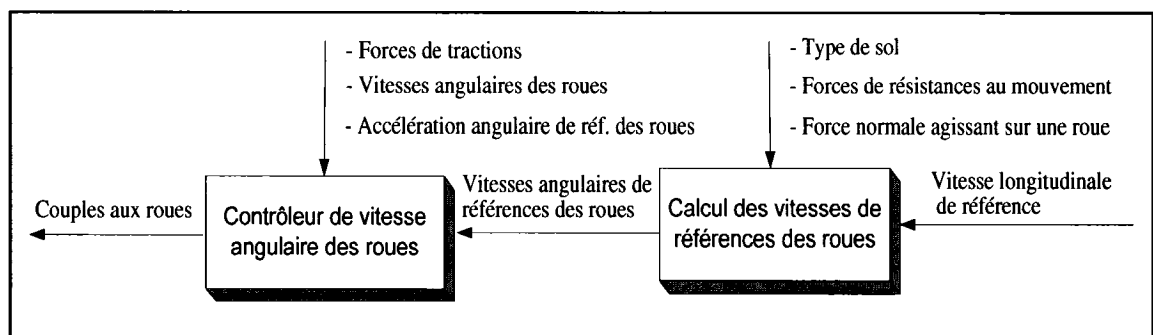 - Forces de tractions
- Vitesses angulaires des roues
- Accélération angulaire de réf. des roues
- Type de sol
- Forces de résistances au mouvement
- Force normale agissant sur une roue
Couples aux roues
Contrôleur de vitesse
angulaire des roues
Vitesses angulaires de
références des roues
Calcul des vitesses de
références des roues
Vitesse longitudinale
de référence